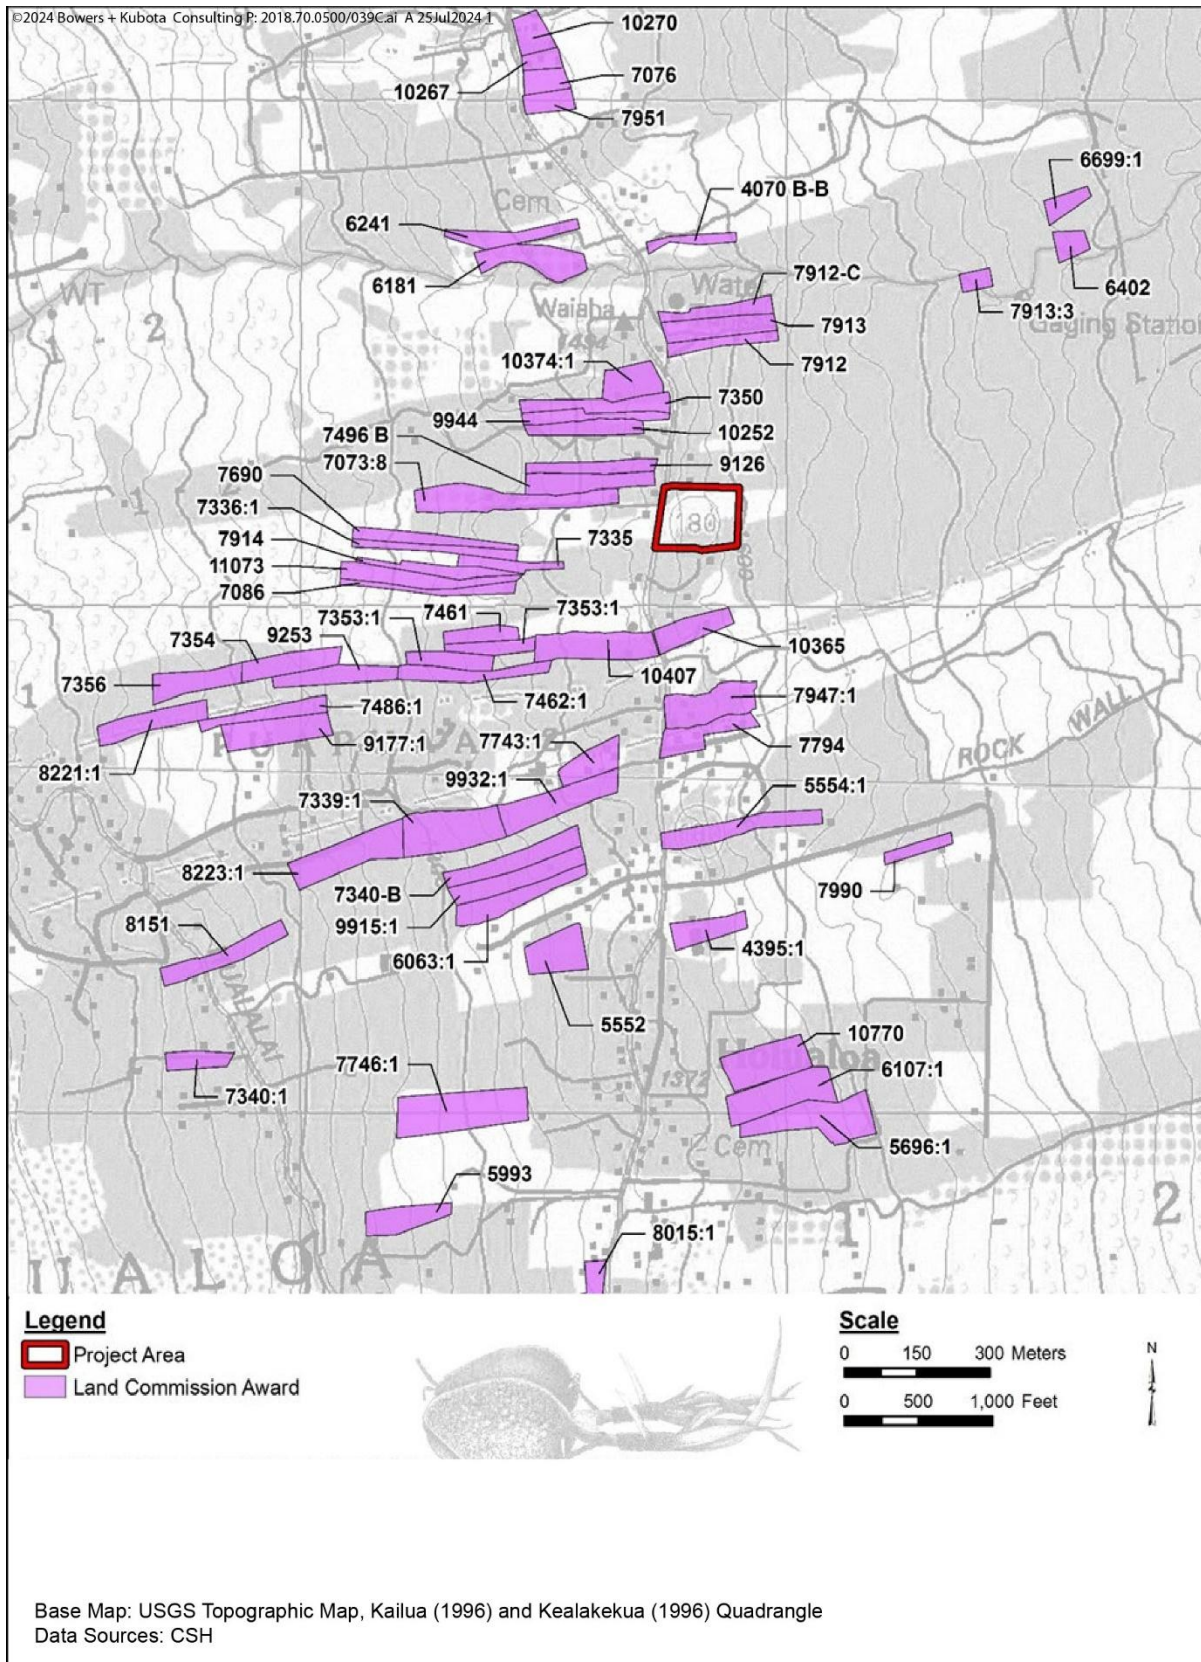 ©2024 Bowers + Kubota Consulting P: 2018.70.0500/039C.ai A 25Jul2024 1
10270
7076
10267
7951
6699:1
4070 B-B
Cem
6241
6402
6181
7912-C
WT
7913:3
Waiaha
7913
Gaging Station
2
1494
1
10374:1
7912
7350
9944
7496 B
10252
7073:8
9126
7690
1
7336:1
180
7914
7335
11073
7086
7461
7353:1
7353:1
9253
7354
10365
10407
7356
1
7462:1
7947:1
7486:1
WALL
9177:1
7743:1
7794
ROCK
8221:1
9932:1
7339:1
5554:1
8223:1
7340-B
7990
8151
9915:1
4395:1
6063:1
UALALAI
5552
10770
Holualoa
7746:1
6107:1
1372
7340:1
5696:1
Cem
5993
2
8015:1
1
U A L O A
Legend
Project Area
Land Commission Award
Scale
0 150 300 Meters
0 500 1,000 Feet
N
Base Map: USGS Topographic Map, Kailua (1996) and Kealakekua (1996) Quadrangle
Data Sources: CSH